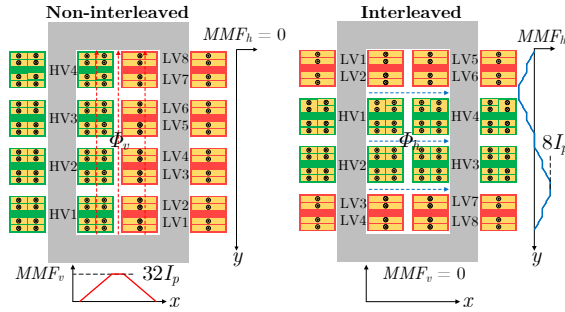 Non-interleaved
MMF_h = 0
HV4
HV3
HV2
HV1
LV8
LV7
LV6
LV5
LV4
LV3
LV2
LV1
Φ_v
y
MMF_v
32I_p
x
Interleaved
MMF_h
LV1
LV2
HV1
HV2
LV3
LV4
LV5
LV6
HV4
HV3
LV7
LV8
Φ_h
8I_p
y
MMF_v = 0
x